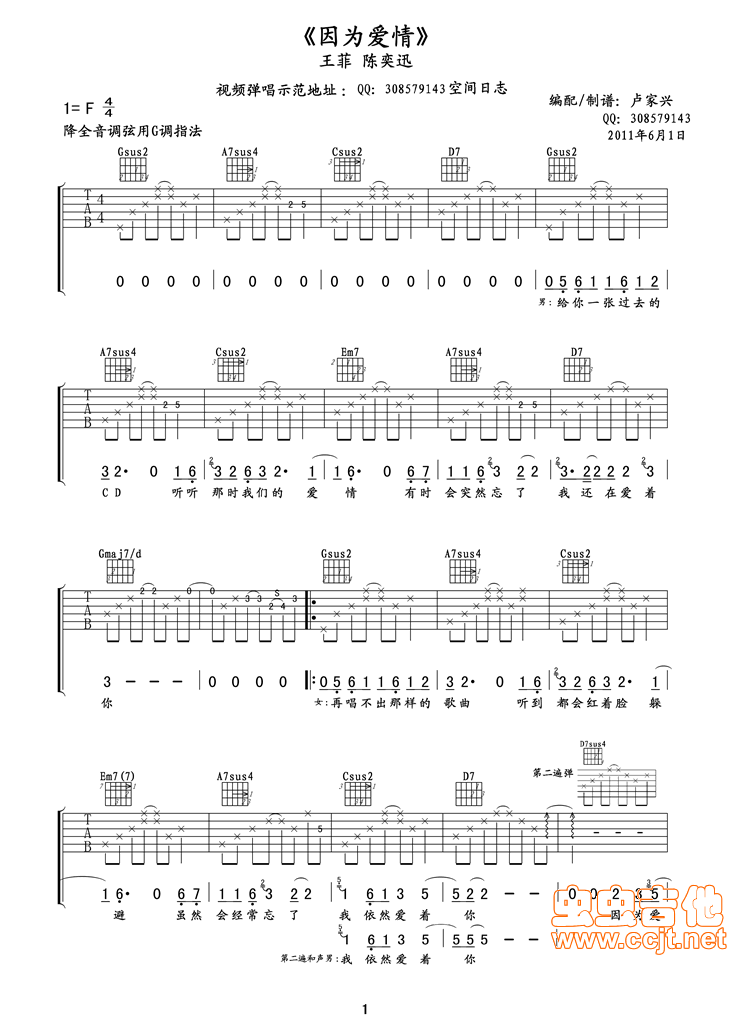 《因为爱情》
王菲 陈奕迅
视频弹唱示范地址：QQ: 308579143空间日志
1=F 4/4
编配/制谱：卢家兴
QQ: 308579143
降全音调弦用G调指法
2011年6月1日
Gsus2 A7sus4 Csus2 D7 Gsus2
T A B 4 4 2 5
0 0 0 0 0 0 0 0 0 0 0 0 0 0 0 0 0 5 6 1 1 6 1 2
男：给你一张过去的
A7sus4 Csus2 Em7 A7sus4 D7
T A B 2 5 2 5
3 2· 0 1 6 3 2 6 3 2· 1 1 6· 0 6 7 1 1 6 3 2 2 3· 2 2 2 2 3
CD 听听 那时我们的 爱 情 有时 会突然忘了 我 还 在 爱 着
Gmaj7/d Gsus2 A7sus4 Csus2
T A B 2 2 0 0 3 3 2 S 4 3
3 - - - 0 0 0 0 0 5 6 1 1 6 1 2 3 2· 0 1 6 3 2 6 3 2· 1
你 女：再唱不出那样的 歌曲 听到 都会红着脸 躲
D7sus4
第二遍弹
Em7(7) A7sus4 Csus2 D7
T A B 5 - - -
1 6· 0 6 7 1 1 6 3 2 2 1 6 1 3 5 5 2 2 - - 0 0 2 3
避 虽然 会经常忘了 我依然爱着 你 因为爱
1 6 1 3 5 5 5 5 - -
第二遍和声男：我依然爱着 你
虫虫吉他
www.ccjt.net
1